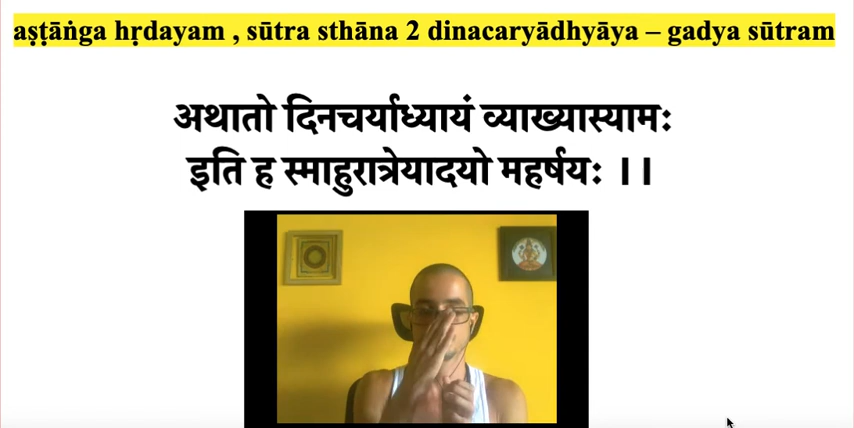 aṣṭāṅga hṛdayam , sūtra sthāna 2 dinacaryādhyāya – gadya sūtram
अथातो दिनचर्याध्यायं व्याख्यास्यामः
इति ह स्माहुरात्रेयादयो महर्षयः ।।